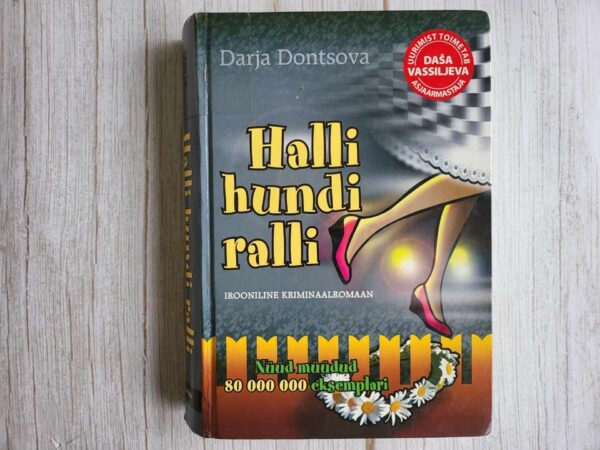 Darja Dontsova
UURIMIST TOIMETAB
DAŠA
VASSILJEVA
ASJAARMASTAJA
Halli
hundi
ralli
IROONILINE KRIMINAALROMAAN
Nüüd müüdud
80 000 000 eksemplari
Halli hundi ralli